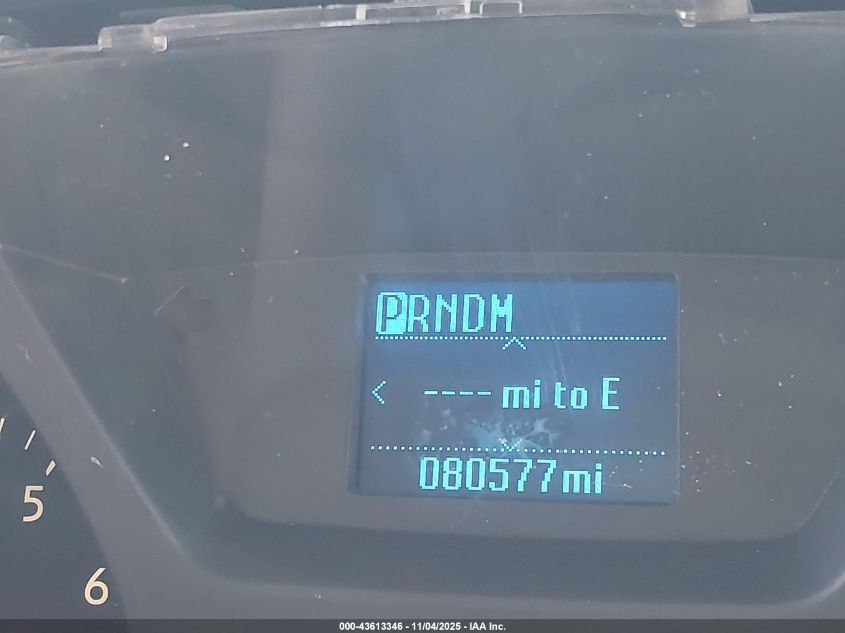 PRNDM
< ---- mi to E
080577mi
5
6
000-43613346 - 11/04/2025 - IAA Inc.